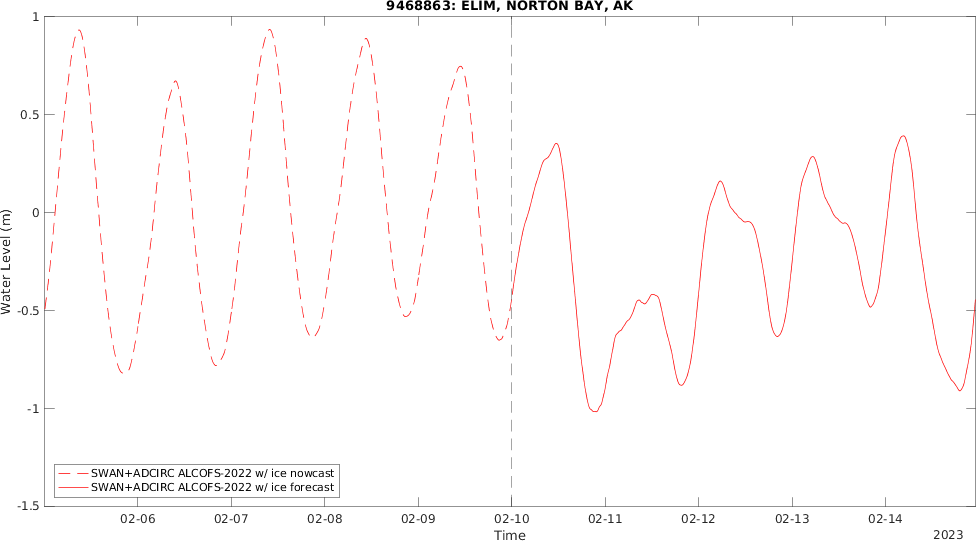 9468863: ELIM, NORTON BAY, AK
Water Level (m)
1
0.5
0
-0.5
-1
-1.5
SWAN+ADCIRC ALCOFS-2022 w/ ice nowcast
SWAN+ADCIRC ALCOFS-2022 w/ ice forecast
02-06 02-07 02-08 02-09 02-10 02-11 02-12 02-13 02-14
Time
2023